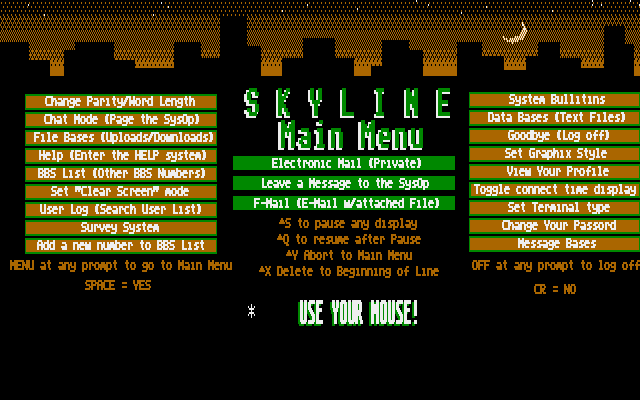 SKYLINE
Main Menu
Change Parity/Word Length
Chat Mode (Page the SysOp)
File Bases (Uploads/Downloads)
Help (Enter the HELP system)
BBS List (Other BBS Numbers)
Set "Clear Screen" mode
User Log (Search User List)
Survey System
Add a new number to BBS List
MENU at any prompt to go to Main Menu
SPACE = YES
Electronic Mail (Private)
Leave a Message to the SysOp
F-Mail (E-Mail w/attached File)
^S to pause any display
^Q to resume after Pause
^Y Abort to Main Menu
^X Delete to Beginning of Line
* USE YOUR MOUSE!
System Bullitins
Data Bases (Text Files)
Goodbye (Log off)
Set Graphix Style
View Your Profile
Toggle connect time display
Set Terminal type
Change Your Passord
Message Bases
OFF at any prompt to log off
CR = NO